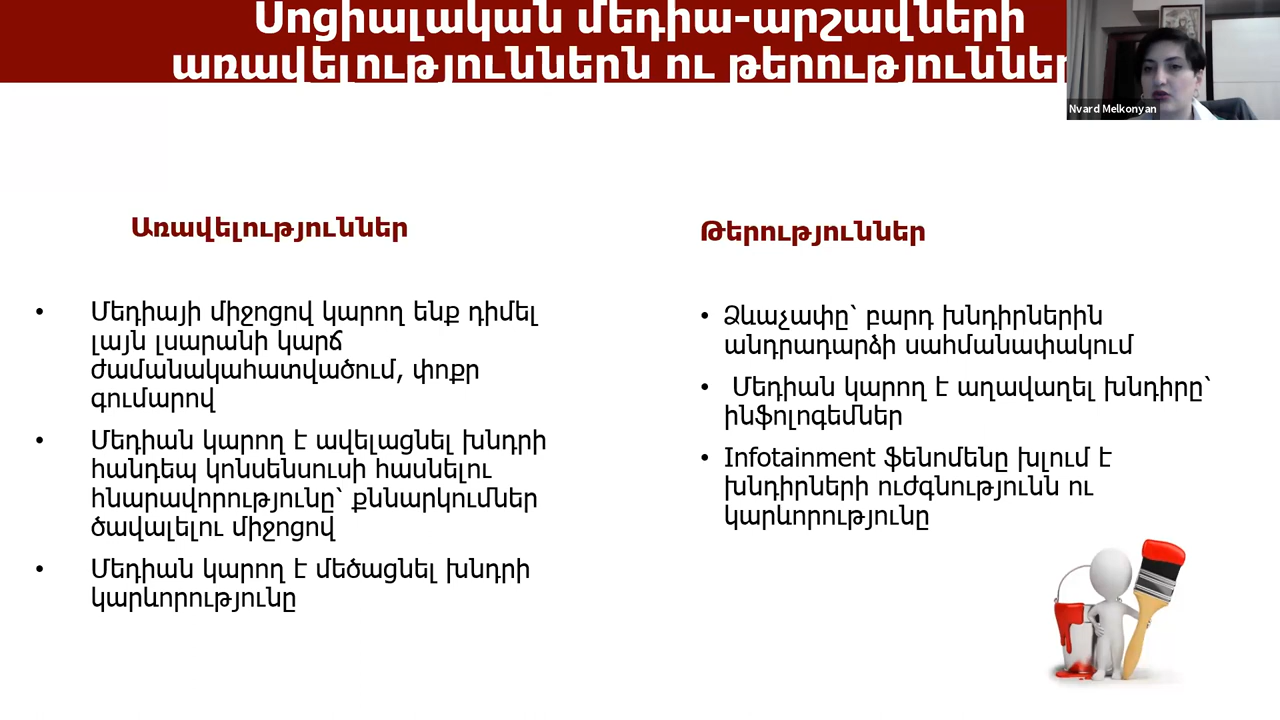 Սոցիալական մեդիա-արշավների
առավելություններն ու թերություններ
Nvard Melkonyan
Առավելություններ
• Մեդիայի միջոցով կարող ենք դիմել
լայն լսարանի կարճ
ժամանակահատվածում, փոքր
գումարով
• Մեդիան կարող է ավելացնել խնդրի
հանդեպ կոնսենսուսի հասնելու
հնարավորությունը՝ քննարկումներ
ծավալելու միջոցով
• Մեդիան կարող է մեծացնել խնդրի
կարևորությունը
Թերություններ
• Ձևաչափը՝ բարդ խնդիրներին
անդրադարձի սահմանափակում
• Մեդիան կարող է աղավաղել խնդիրը՝
ինֆոլոգեմներ
• Infotainment ֆենոմենը խլում է
խնդիրների ուժգնությունն ու
կարևորությունը